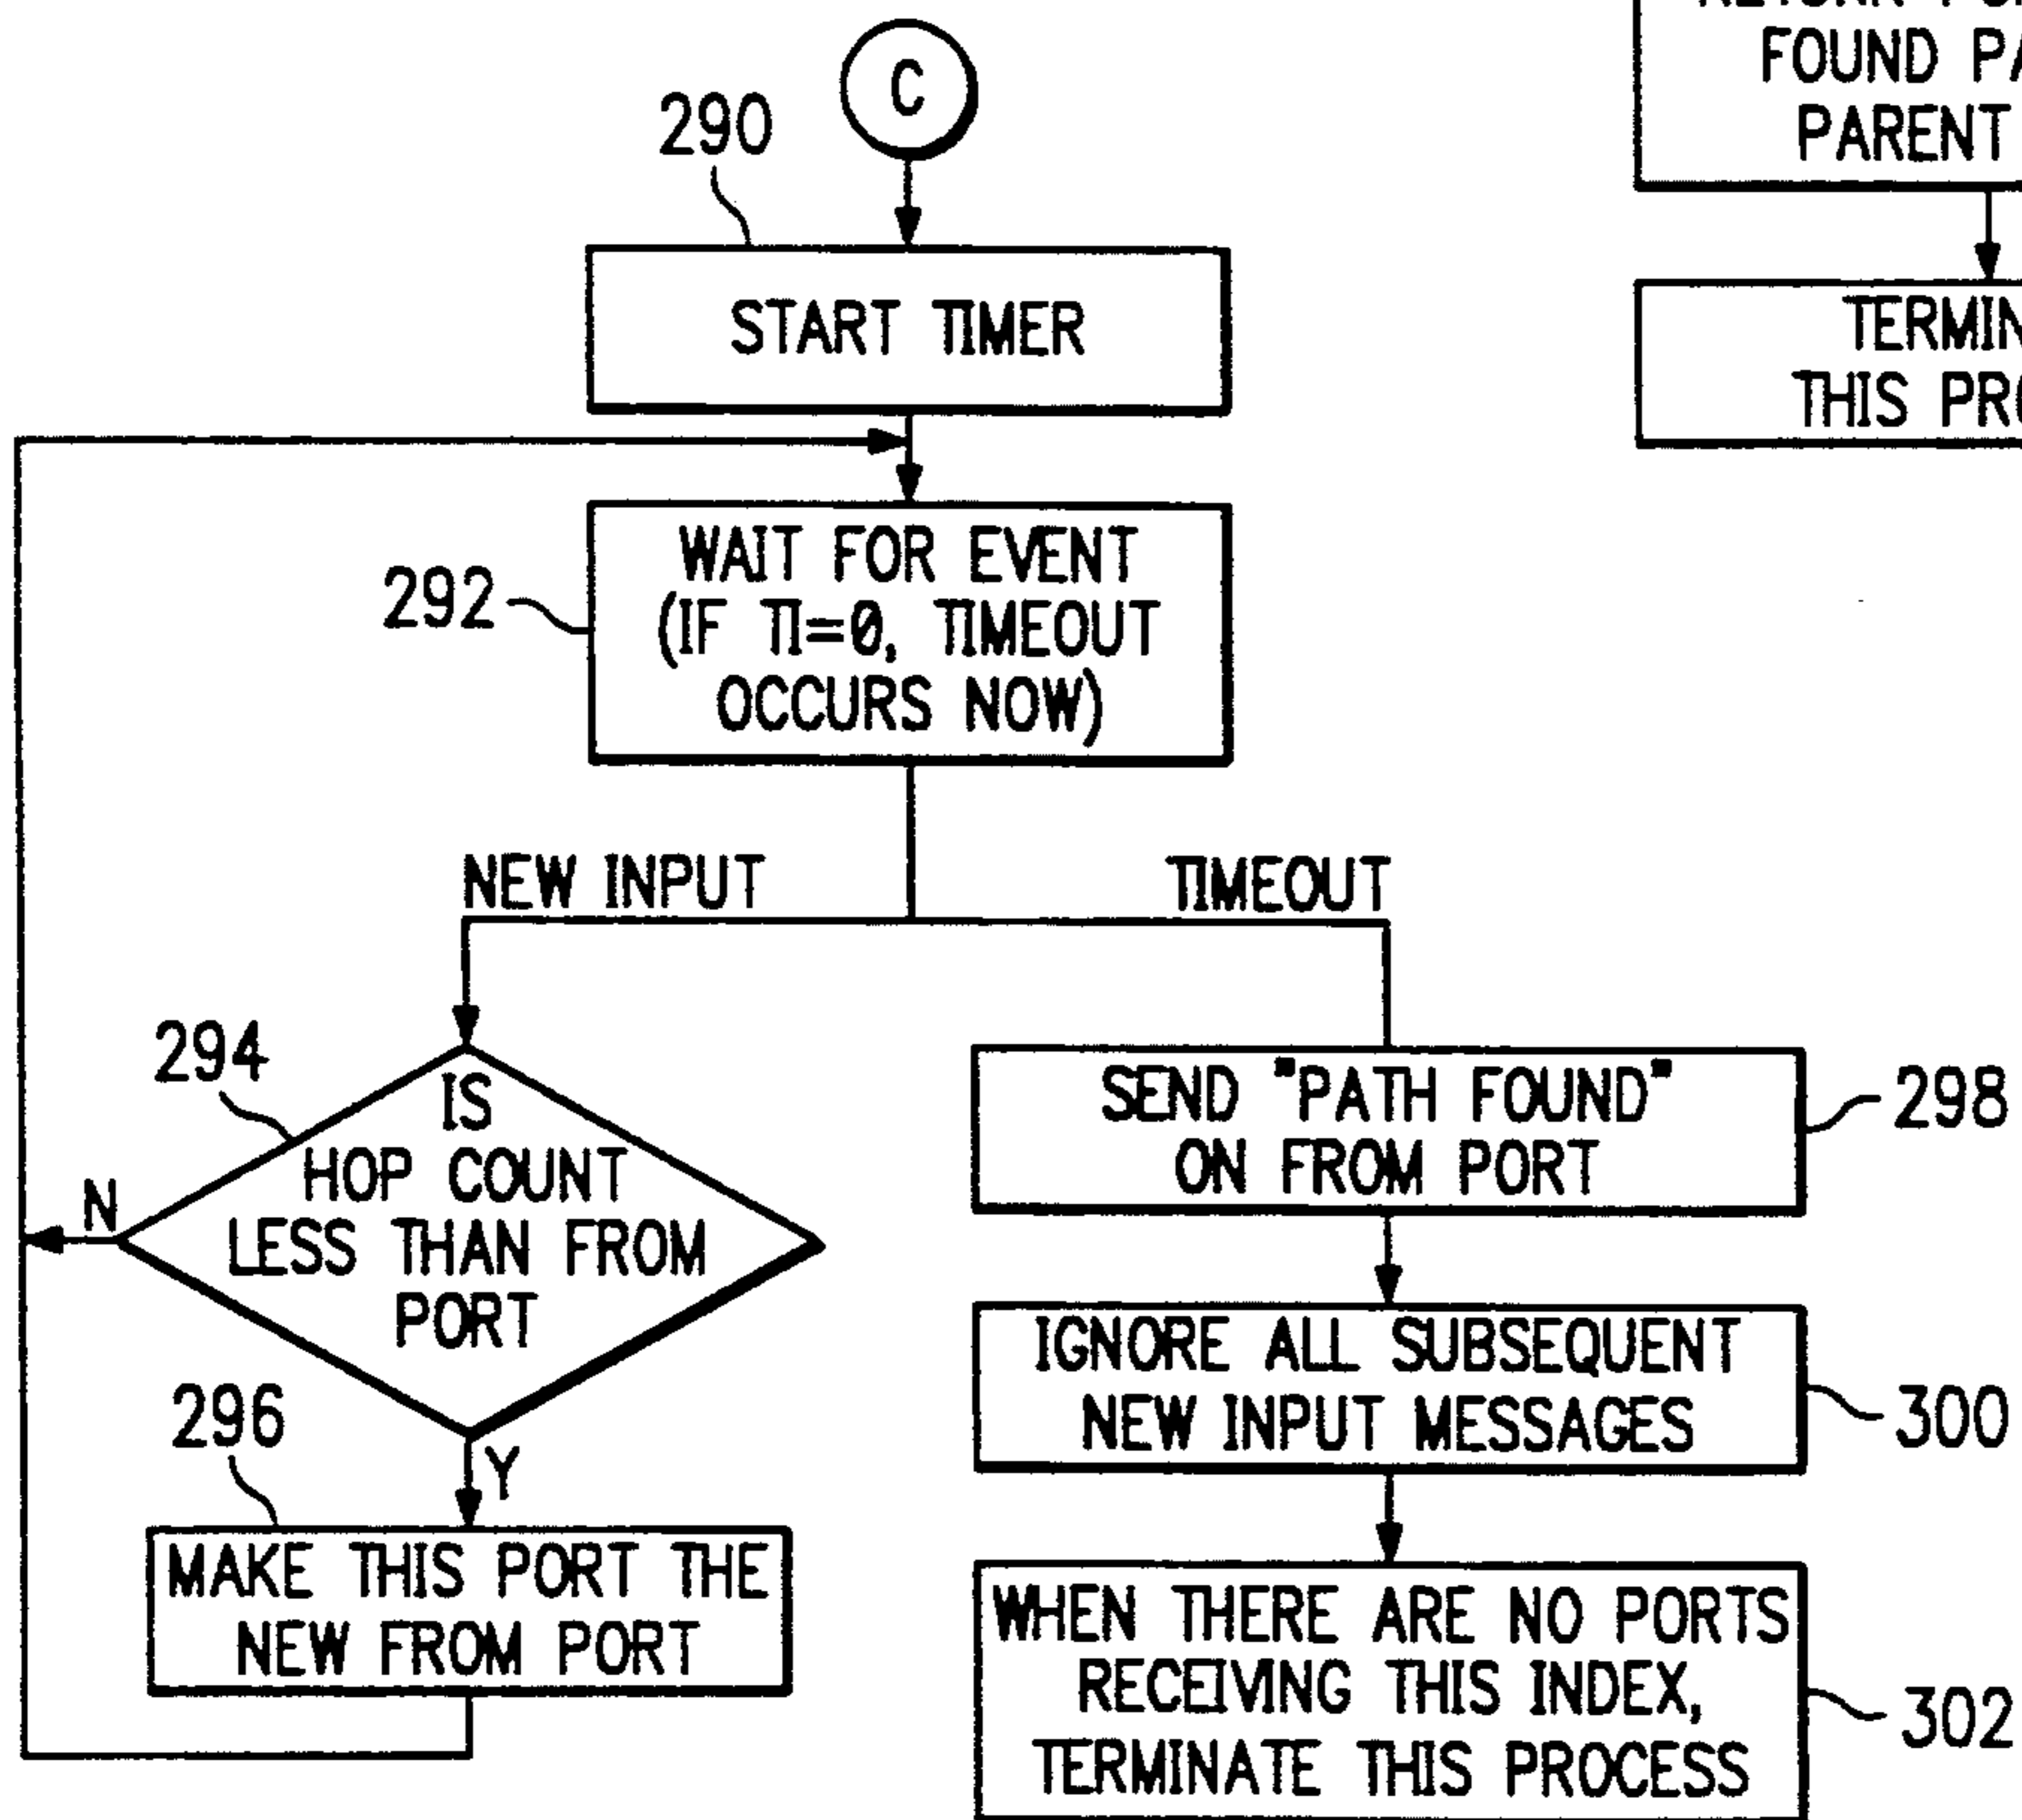 C
290
START TIMER
292
WAIT FOR EVENT
(IF TI=0, TIMEOUT
OCCURS NOW)
NEW INPUT
TIMEOUT
294
IS
HOP COUNT
LESS THAN FROM
PORT
N
Y
296
MAKE THIS PORT THE
NEW FROM PORT
SEND "PATH FOUND"
ON FROM PORT
298
IGNORE ALL SUBSEQUENT
NEW INPUT MESSAGES
300
WHEN THERE ARE NO PORTS
RECEIVING THIS INDEX,
TERMINATE THIS PROCESS
302
FOUND
PARENT
THIS